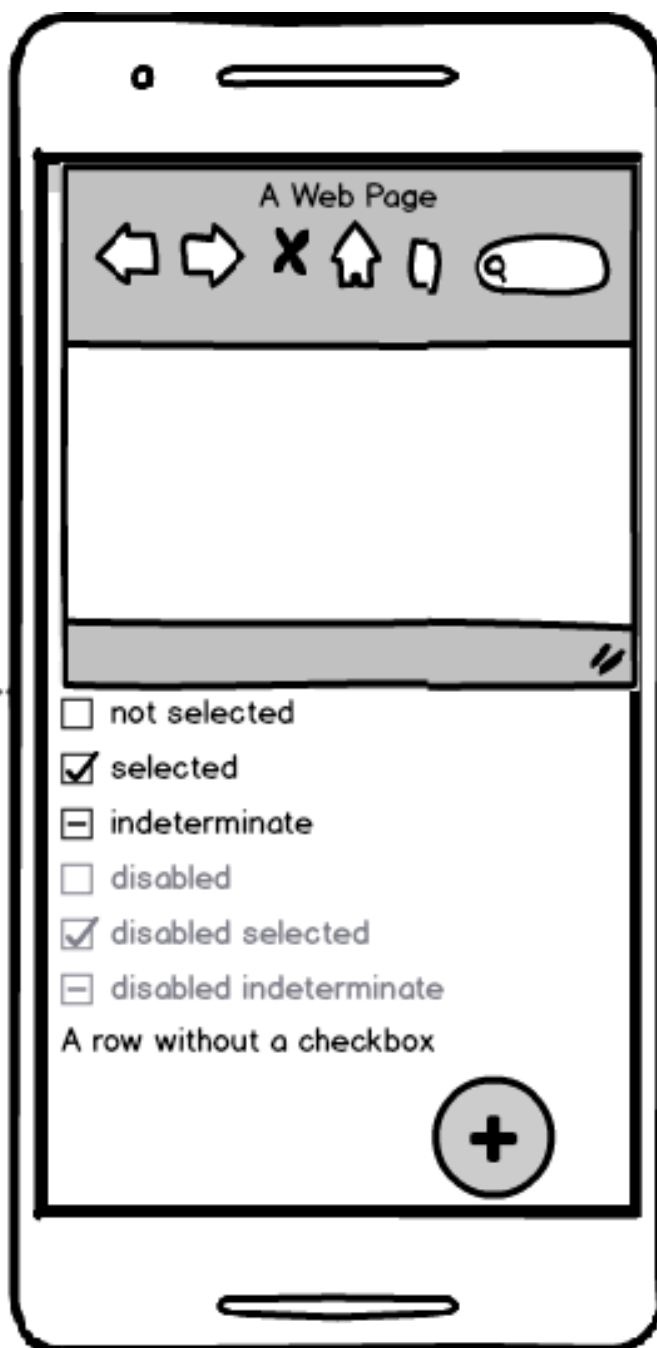 A Web Page
not selected
selected
indeterminate
disabled
disabled selected
disabled indeterminate
A row without a checkbox